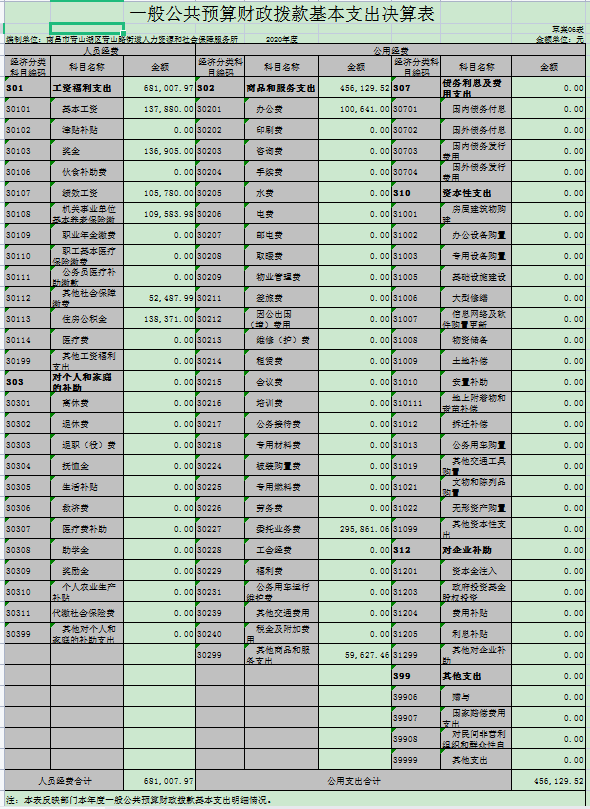 一般公共预算财政拨款基本支出决算表
草案06表
编制单位：南昌市青山湖区青山路街道人力资源和社会保障服务所 2020年度 金额单位：元
人员经费 公用经费
经济分类科目编码 科目名称 金额 经济分类科目编码 科目名称 金额 经济分类科目编码 科目名称 金额
301 工资福利支出 681,007.97 302 商品和服务支出 456,129.52 307 债务利息及费用支出 0.00
30101 基本工资 137,880.00 30201 办公费 100,641.00 30701 国内债务付息 0.00
30102 津贴补贴 0.00 30202 印刷费 0.00 30702 国外债务付息 0.00
30103 奖金 136,905.00 30203 咨询费 0.00 30703 国内债务发行费用 0.00
30106 伙食补助费 0.00 30204 手续费 0.00 30704 国外债务发行费用 0.00
30107 绩效工资 105,780.00 30205 水费 0.00 310 资本性支出 0.00
30108 机关事业单位基本养老保险缴 109,583.98 30206 电费 0.00 31001 房屋建筑物购建 0.00
30109 职业年金缴费 0.00 30207 邮电费 0.00 31002 办公设备购置 0.00
30110 职工基本医疗保险缴费 0.00 30208 取暖费 0.00 31003 专用设备购置 0.00
30111 公务员医疗补助缴款 0.00 30209 物业管理费 0.00 31005 基础设施建设 0.00
30112 其他社会保障缴费 52,487.99 30211 差旅费 0.00 31006 大型修缮 0.00
30113 住房公积金 138,371.00 30212 因公出国（境）费用 0.00 31007 信息网络及软件购置更新 0.00
30114 医疗费 0.00 30213 维修（护）费 0.00 31008 物资储备 0.00
30199 其他工资福利支出 0.00 30214 租赁费 0.00 31009 土地补偿 0.00
303 对个人和家庭的补助 0.00 30215 会议费 0.00 31010 安置补助 0.00
30301 离休费 0.00 30216 培训费 0.00 310111 地上附着物和青苗补偿 0.00
30302 退休费 0.00 30217 公务接待费 0.00 31012 拆迁补偿 0.00
30303 退职（役）费 0.00 30218 专用材料费 0.00 31013 公务用车购置 0.00
30304 抚恤金 0.00 30224 被装购置费 0.00 31019 其他交通工具购置 0.00
30305 生活补贴 0.00 30225 专用燃料费 0.00 31021 文物和陈列品购置 0.00
30306 救济费 0.00 30226 劳务费 0.00 31022 无形资产购置 0.00
30307 医疗费补助 0.00 30227 委托业务费 295,861.06 31099 其他资本性支出 0.00
30308 助学金 0.00 30228 工会经费 0.00 312 对企业补助 0.00
30309 奖励金 0.00 30229 福利费 0.00 31201 资本金注入 0.00
30310 个人农业生产补贴 0.00 30231 公务用车运行维护费 0.00 31203 政府投资基金股权投资 0.00
30311 代缴社会保险费 0.00 30239 其他交通费用 0.00 31204 费用补贴 0.00
30399 其他对个人和家庭的补助支出 0.00 30240 税金及附加费用 0.00 31205 利息补贴 0.00
30299 其他商品和服务支出 59,627.46 31299 其他对企业补助 0.00
399 其他支出 0.00
39906 赠与 0.00
39907 国家赔偿费用支出 0.00
39908 对民间非营利组织和群众性自 0.00
39999 其他支出 0.00
人员经费合计 681,007.97 公用支出合计 456,129.52
注：本表反映部门本年度一般公共预算财政拨款基本支出明细情况。